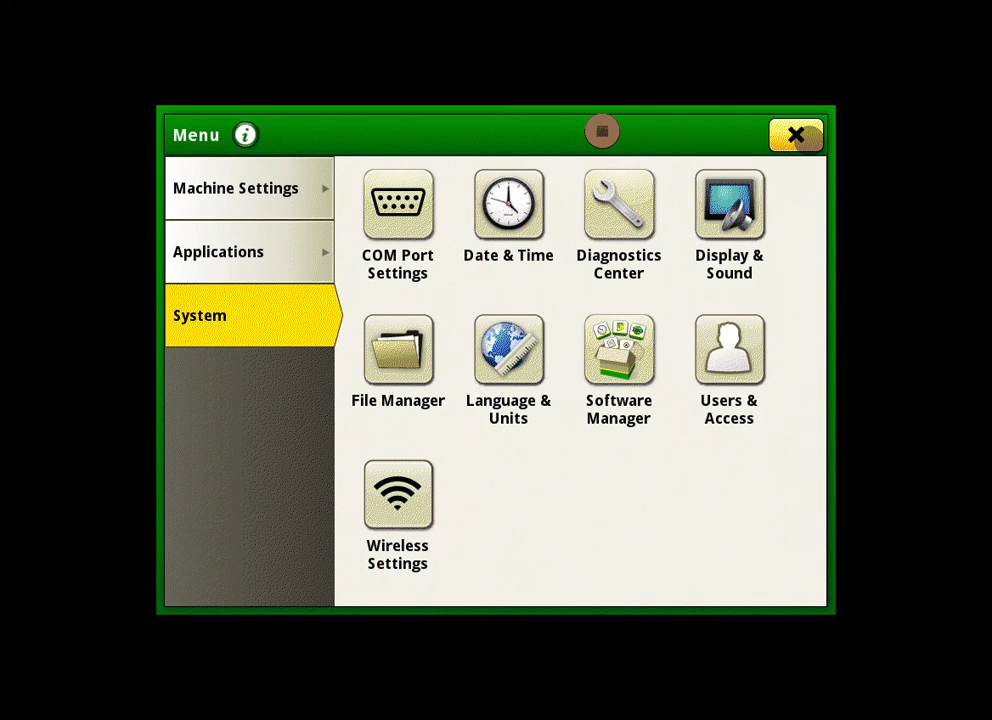 Menu
Machine Settings
Applications
System
COM Port
Settings
Date & Time
Diagnostics
Center
Display &
Sound
File Manager
Language &
Units
Software
Manager
Users &
Access
Wireless
Settings